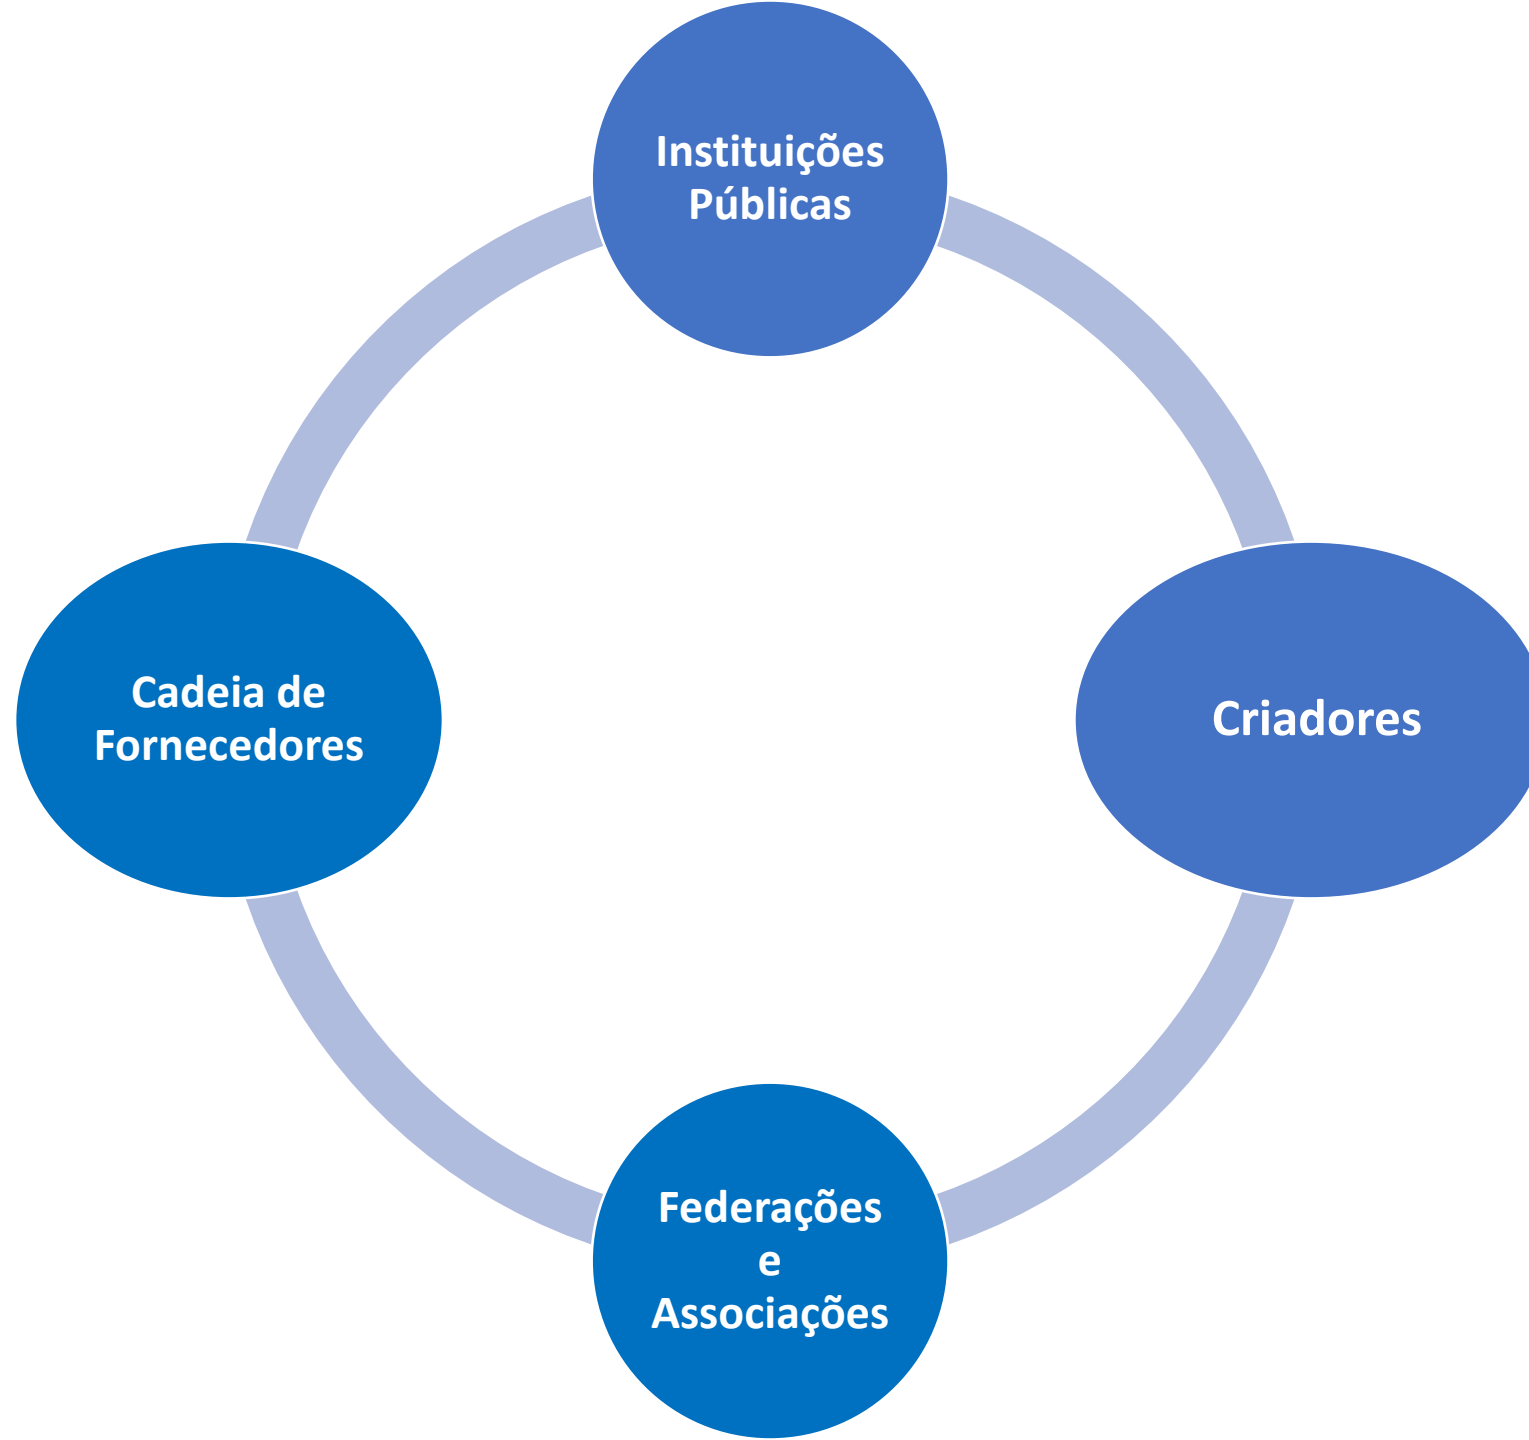 Instituições
Públicas
Cadeia de
Fornecedores
Criadores
Federações
e
Associações